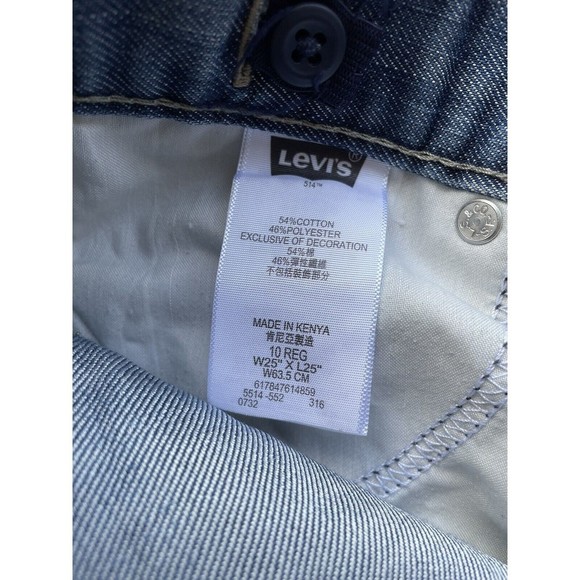 LEVI'S®
514™
54%COTTON
46%POLYESTER
EXCLUSIVE OF DECORATION
54%棉
46%彈性纖維
不包括裝飾部分
MADE IN KENYA
肯尼亞製造
10 REG
W25" X L25"
W63.5 CM
617847614859
5514 -552 316
0732